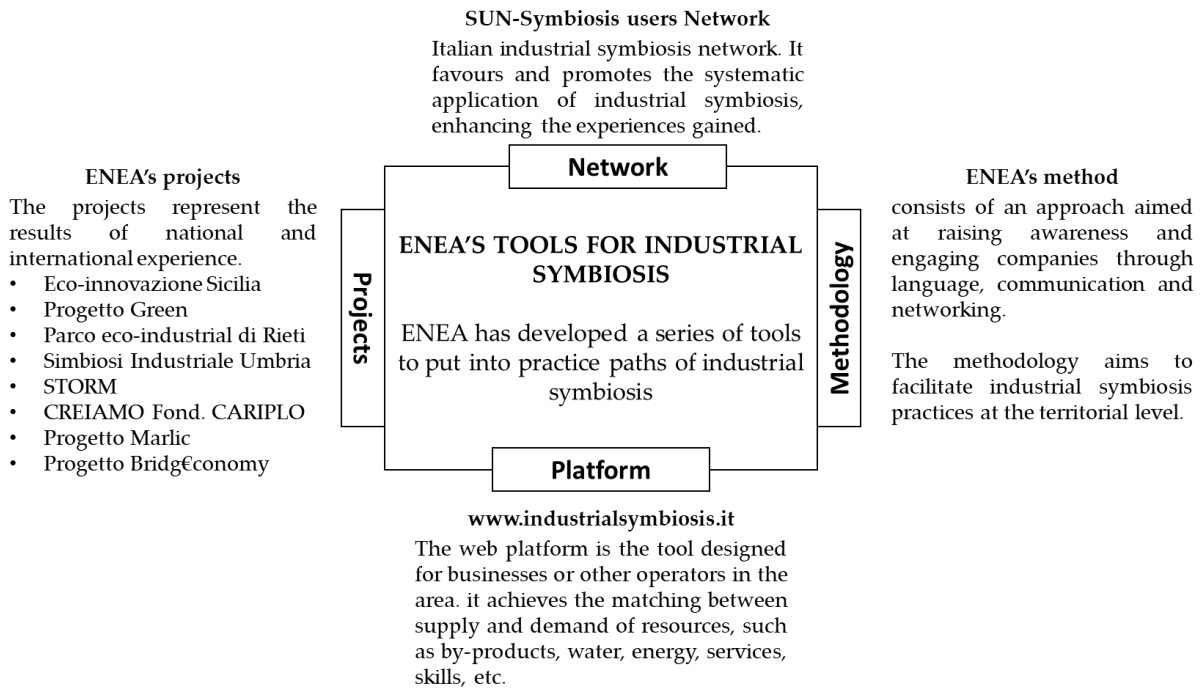 SUN-Symbiosis users Network
Italian industrial symbiosis network. It
favours and promotes the systematic
application of industrial symbiosis,
enhancing the experiences gained.
Network
ENEA's projects
The projects represent the
results of national and
international experience.
• Eco-innovazione Sicilia
• Progetto Green
• Parco eco-industrial di Rieti
• Simbiosi Industriale Umbria
• STORM
• CREIAMO Fond. CARIPLO
• Progetto Marlic
• Progetto Bridg€conomy
Projects
ENEA'S TOOLS FOR INDUSTRIAL
SYMBIOSIS
ENEA has developed a series of tools
to put into practice paths of industrial
symbiosis
Methodology
ENEA's method
consists of an approach aimed
at raising awareness and
engaging companies through
language, communication and
networking.
The methodology aims to
facilitate industrial symbiosis
practices at the territorial level.
Platform
www.industrialsymbiosis.it
The web platform is the tool designed
for businesses or other operators in the
area. it achieves the matching between
supply and demand of resources, such
as by-products, water, energy, services,
skills, etc.